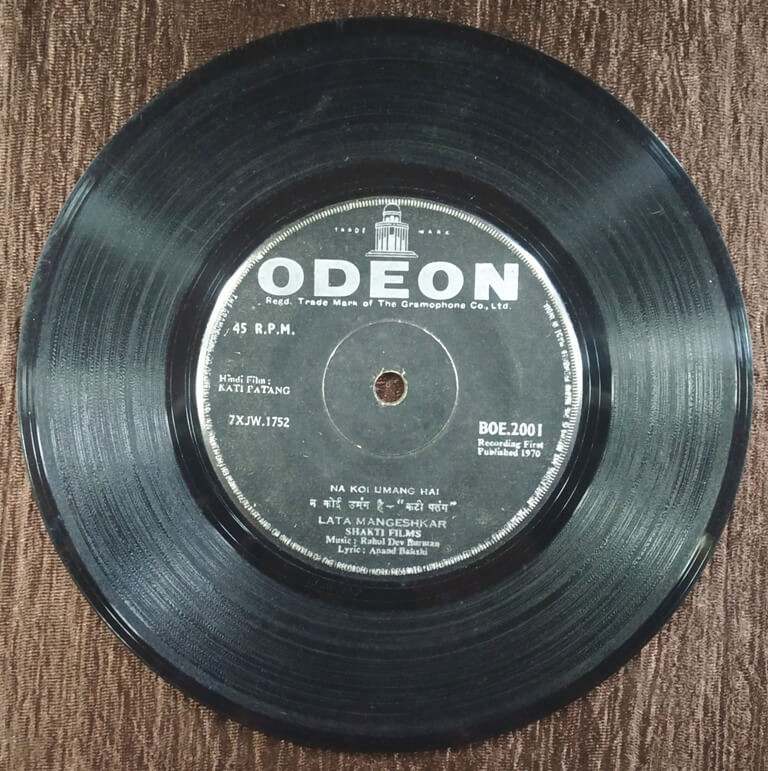 TRADE MARK
ODEON
Regd. Trade Mark of The Gramophone Co., Ltd.
45 R.P.M.
Hindi Film :
KATI PATANG
7XJW.1752
BOE.2001
Recording First
Published 1970
NA KOI UMANG HAI
न कोई उमंग है – "कटी पतंग"
LATA MANGESHKAR
SHAKTI FILMS
Music : Rahul Dev Burman
Lyric : Anand Bakshi